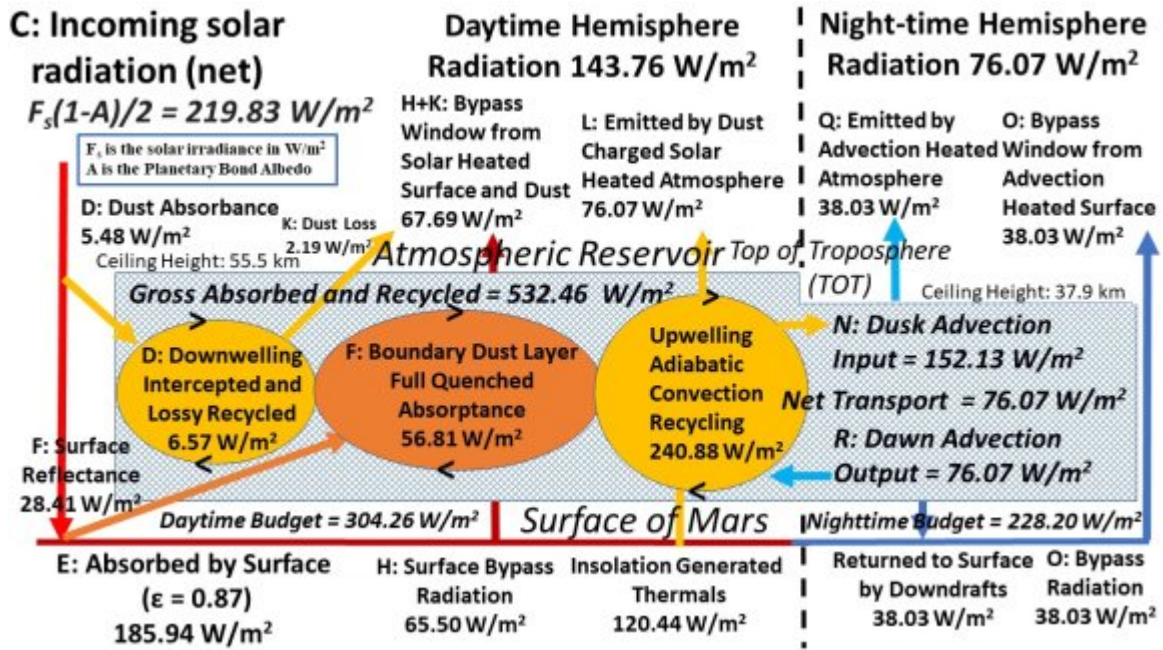 C: Incoming solar
radiation (net)
Fₛ(1-A)/2 = 219.83 W/m²
Fₛ is the solar irradiance in W/m²
A is the Planetary Bond Albedo
Daytime Hemisphere
Radiation 143.76 W/m²
Night-time Hemisphere
Radiation 76.07 W/m²
D: Dust Absorbance
5.48 W/m²
K: Dust Loss
2.19 W/m²
H+K: Bypass
Window from
Solar Heated
Surface and Dust
67.69 W/m²
L: Emitted by Dust
Charged Solar
Heated Atmosphere
76.07 W/m²
Q: Emitted by
Advection Heated
Atmosphere
38.03 W/m²
O: Bypass
Window from
Advection
Heated Surface
38.03 W/m²
Ceiling Height: 55.5 km
Atmospheric Reservoir
Top of Troposphere
(TOT)
Ceiling Height: 37.9 km
Gross Absorbed and Recycled = 532.46 W/m²
D: Downwelling
Intercepted and
Lossy Recycled
6.57 W/m²
F: Boundary Dust Layer
Full Quenched
Absorptance
56.81 W/m²
Upwelling
Adiabatic
Convection
Recycling
240.88 W/m²
N: Dusk Advection
Input = 152.13 W/m²
Net Transport = 76.07 W/m²
R: Dawn Advection
Output = 76.07 W/m²
F: Surface
Reflectance
28.41 W/m²
Daytime Budget = 304.26 W/m²
Surface of Mars
Nighttime Budget = 228.20 W/m²
E: Absorbed by Surface
(ε = 0.87)
185.94 W/m²
H: Surface Bypass
Radiation
65.50 W/m²
Insolation Generated
Thermals
120.44 W/m²
Returned to Surface
by Downdrafts
38.03 W/m²
O: Bypass
Radiation
38.03 W/m²